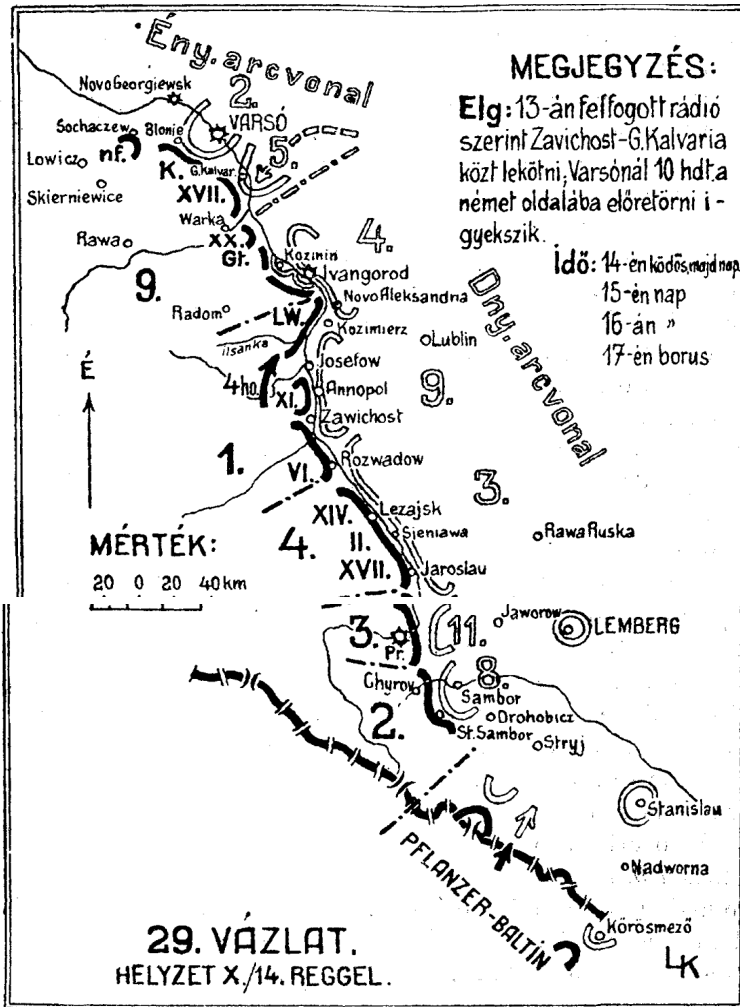 Ény. arcvonal
NovoGeorgiewsk
2.
VARSÓ
Sochaczew
Blonie
nf.
Lowicz
K.
G.Kalvar.
5.
Skierniewice
XVII.
Warka
Rawa
XX.
Gt.
Kozinin
4.
Ivangorod
9.
NovoAleksandria
Radom
LW.
Kozimierz
Lublin
ilsanka
Josefow
4ho.
XI.
Annopol
9.
Zawichost
Dny. arcvonal
É
1.
VI.
Rozwadow
3.
XIV.
Lezajsk
Sieniawa
Rawa Ruska
4.
II.
XVII.
Jaroslau
MEGJEGYZÉS:
Elg: 13-án felfogott rádió
szerint Zavichost-G.Kalvaria
közt lekötni, Varsónál 10 hdt.a
német oldalába előretörni i-
gyekszik.
Idő: 14-én ködös, majd nap
15-én nap
16-án "
17-én borus
MÉRTÉK:
20 0 20 40 km
3.
Pr.
11.
Jaworow
LEMBERG
Chyrov
8.
Sambor
2.
Drohobicz
St.Sambor
Stryj
Stanislau
Nadworna
PFLANZER-BALTIN
Körösmező
29. VÁZLAT.
HELYZET X./14. REGGEL.
LK